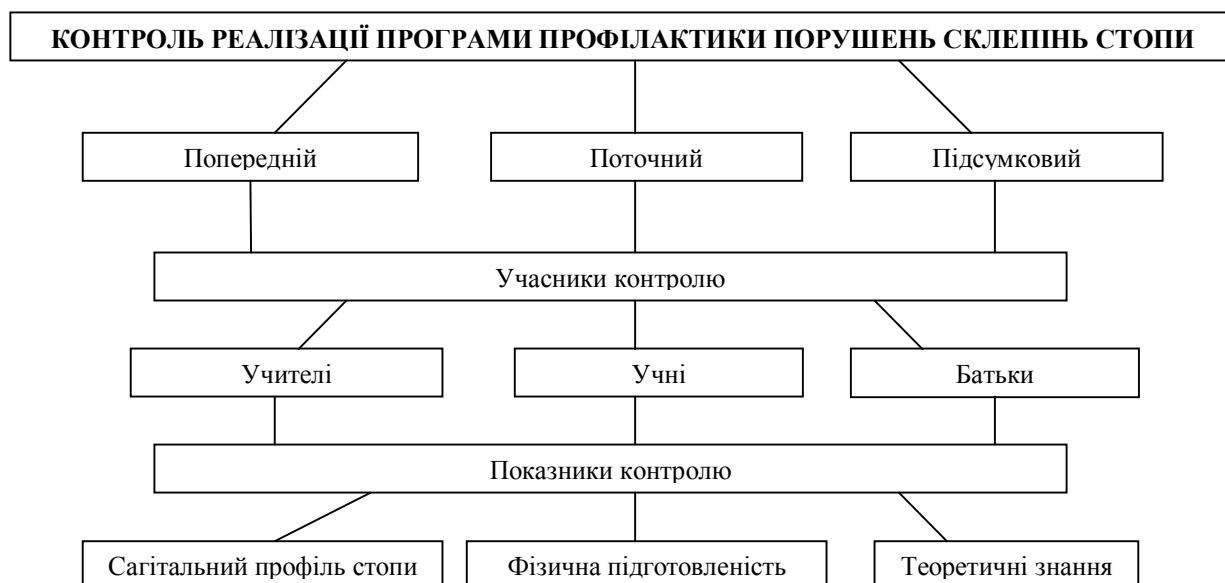 КОНТРОЛЬ РЕАЛІЗАЦІЇ ПРОГРАМИ ПРОФІЛАКТИКИ ПОРУШЕНЬ СКЛЕПІНЬ СТОПИ
Попередній
Поточний
Підсумковий
Учасники контролю
Учителі
Учні
Батьки
Показники контролю
Сагітальний профіль стопи
Фізична підготовленість
Теоретичні знання